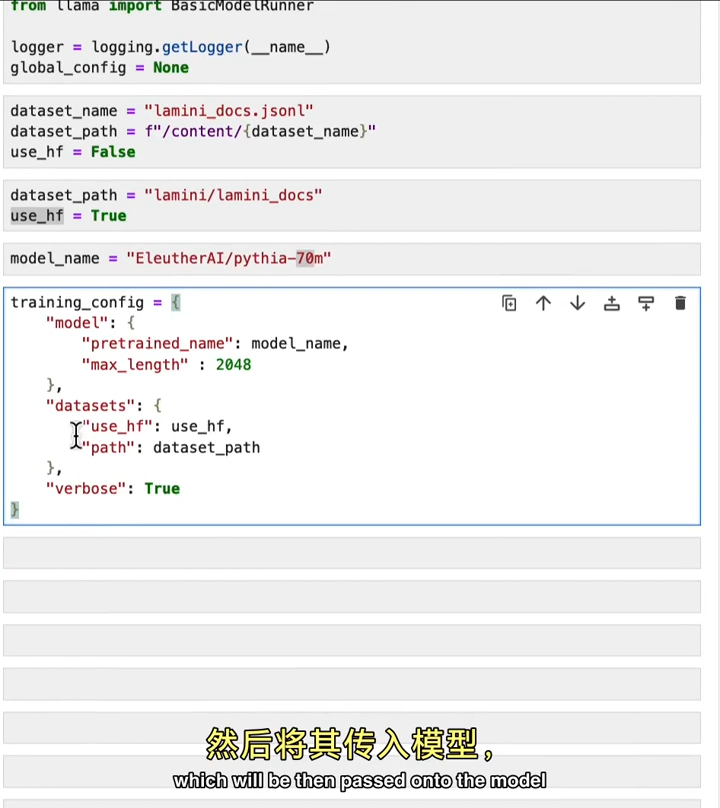 from llama import BasicModelRunner
logger = logging.getLogger(__name__)
global_config = None
dataset_name = "lamini_docs.jsonl"
dataset_path = f"/content/{dataset_name}"
use_hf = False
dataset_path = "lamini/lamini_docs"
use_hf = True
model_name = "EleutherAI/pythia-70m"
training_config = {
    "model": {
        "pretrained_name": model_name,
        "max_length" : 2048
    },
    "datasets": {
        "use_hf": use_hf,
        "path": dataset_path
    },
    "verbose": True
}
然后将其传入模型，
which will be then passed onto the model